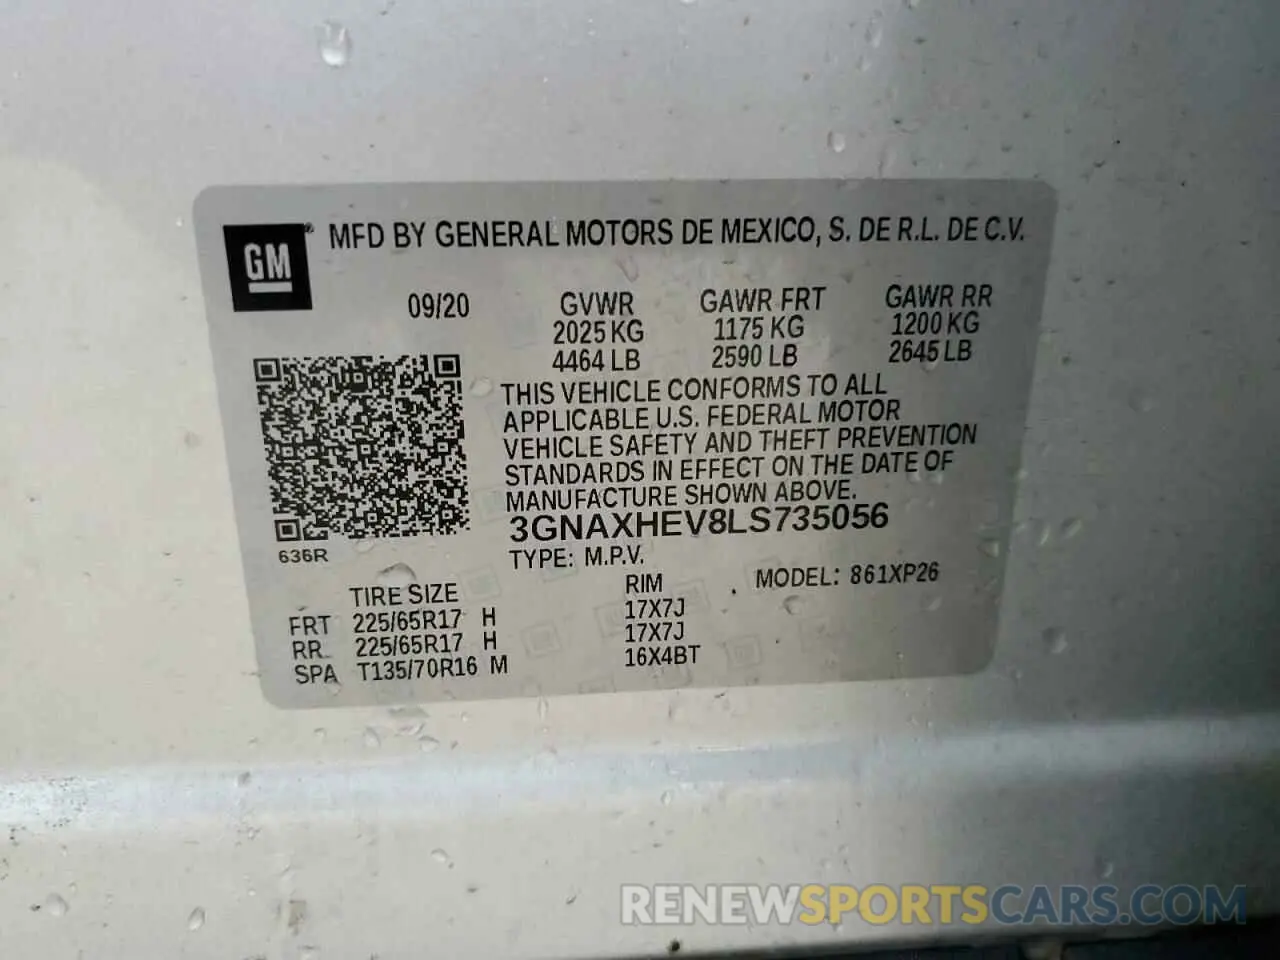 GM® MFD BY GENERAL MOTORS DE MEXICO, S. DE R.L. DE C.V.
09/20 GVWR GAWR FRT GAWR RR
2025 KG 1175 KG 1200 KG
4464 LB 2590 LB 2645 LB
THIS VEHICLE CONFORMS TO ALL
APPLICABLE U.S. FEDERAL MOTOR
VEHICLE SAFETY AND THEFT PREVENTION
STANDARDS IN EFFECT ON THE DATE OF
MANUFACTURE SHOWN ABOVE.
3GNAXHEV8LS735056
636R
TYPE: M.P.V.
TIRE SIZE RIM MODEL: 861XP26
FRT 225/65R17 H 17X7J
RR 225/65R17 H 17X7J
SPA T135/70R16 M 16X4BT
RENEWSPORTSCARS.COM